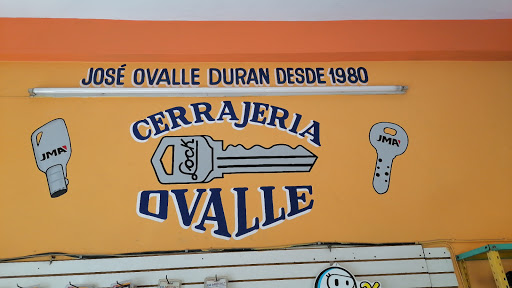 JOSÉ OVALLE DURAN DESDE 1980
CERRAJERIA
LOCK
JMA
JMA
OVALLE